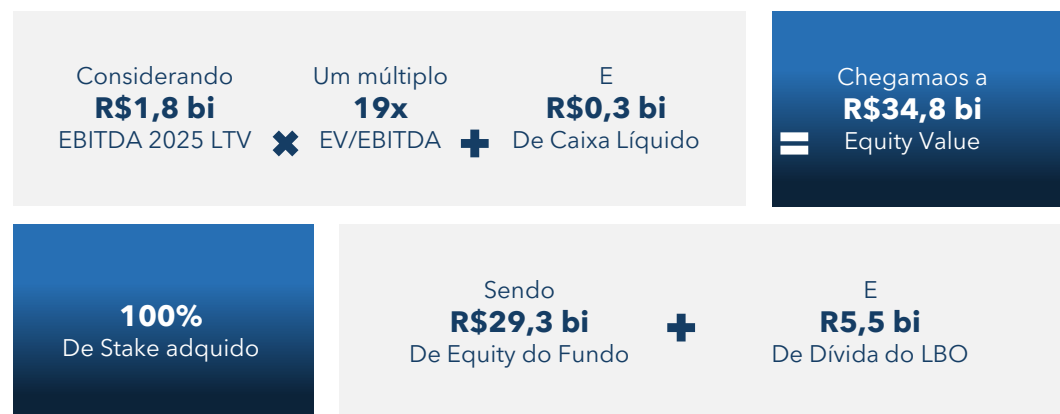 Considerando
R$1,8 bi
EBITDA 2025 LTV
Um múltiplo
19x
EV/EBITDA
E
R$0,3 bi
De Caixa Líquido
Chegamaos a
R$34,8 bi
Equity Value
100%
De Stake adquido
Sendo
R$29,3 bi
De Equity do Fundo
E
R5,5 bi
De Dívida do LBO